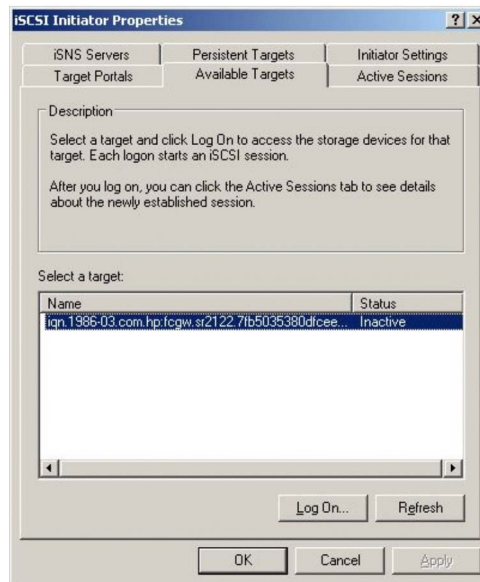 iSCSI Initiator Properties
iSNS Servers Persistent Targets Initiator Settings
Target Portals Available Targets Active Sessions
Description
Select a target and click Log On to access the storage devices for that
target. Each logon starts an iSCSI session.
After you log on, you can click the Active Sessions tab to see details
about the newly established session.
Select a target:
Name Status
iqn.1986-03.com.hp:fcgw.sr2122.7fb5035380dfcee... Inactive
Log On... Refresh
OK Cancel Apply